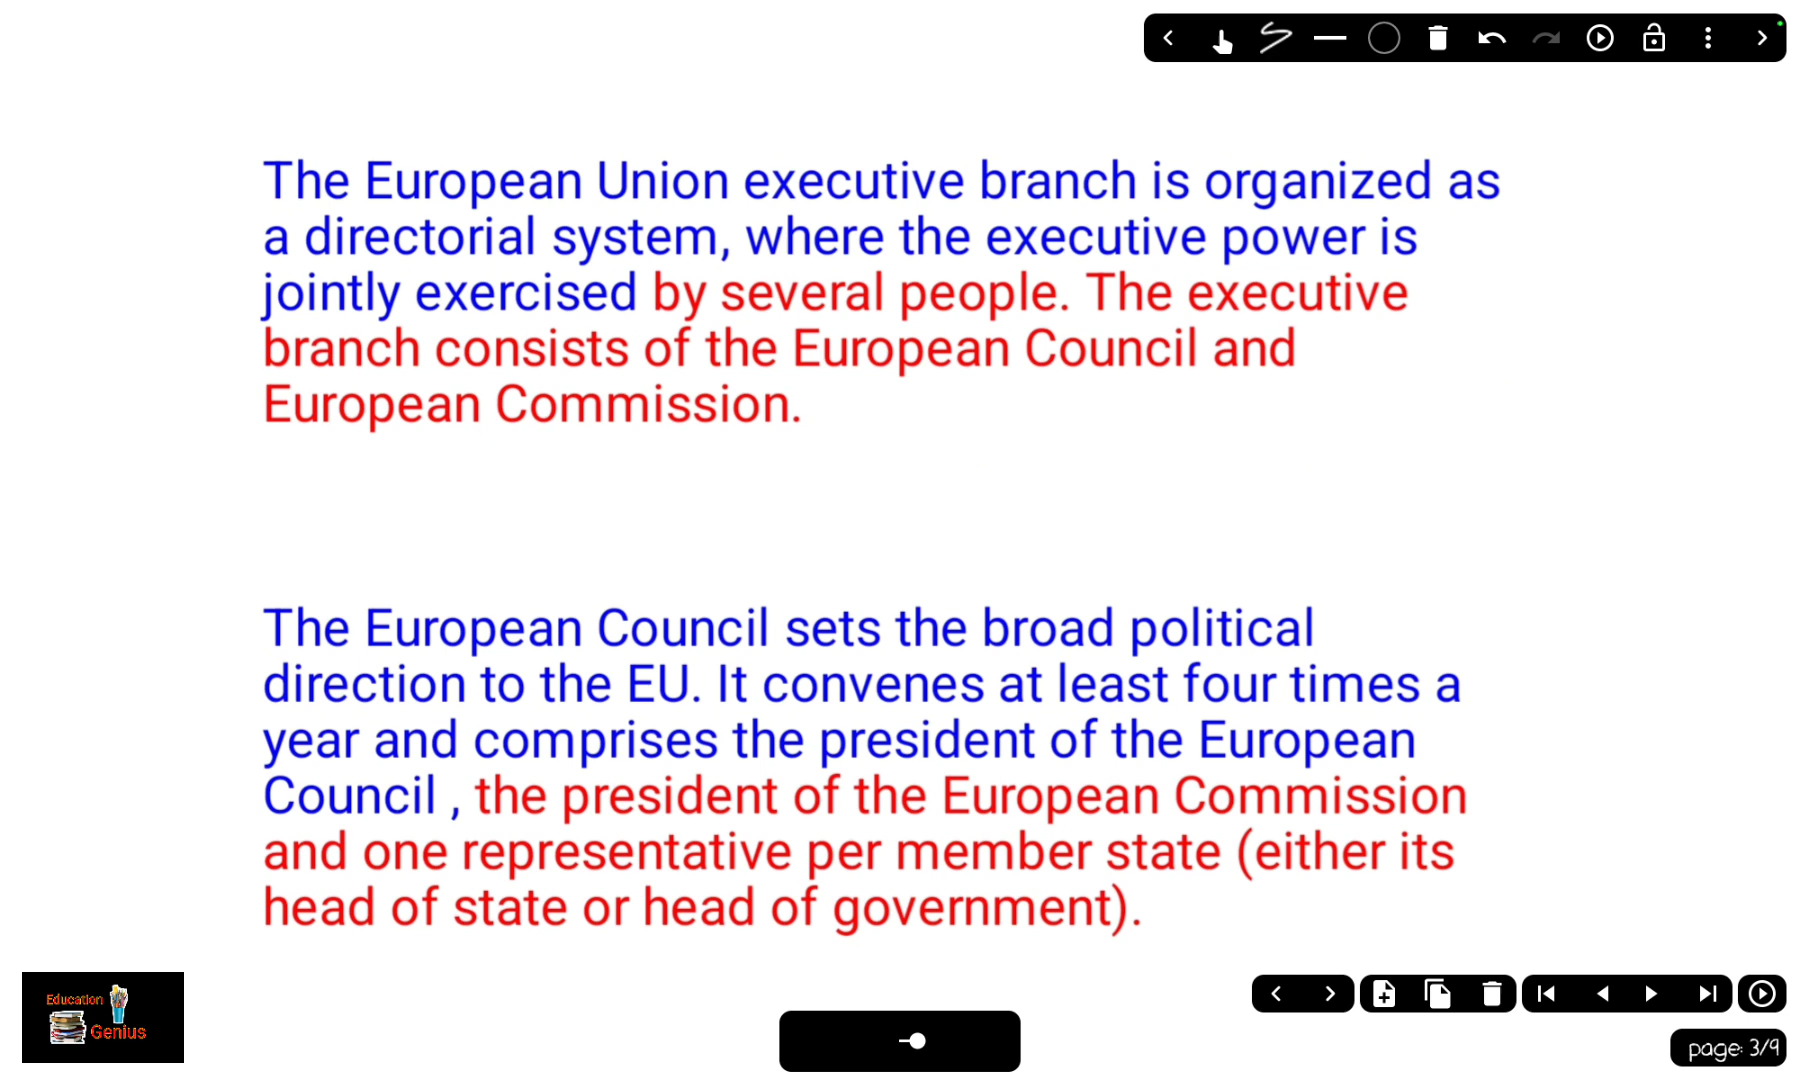 The European Union executive branch is organized as
a directorial system, where the executive power is
jointly exercised by several people. The executive
branch consists of the European Council and
European Commission.
The European Council sets the broad political
direction to the EU. It convenes at least four times a
year and comprises the president of the European
Council , the president of the European Commission
and one representative per member state (either its
head of state or head of government).
Education
Genius
page: 3/9